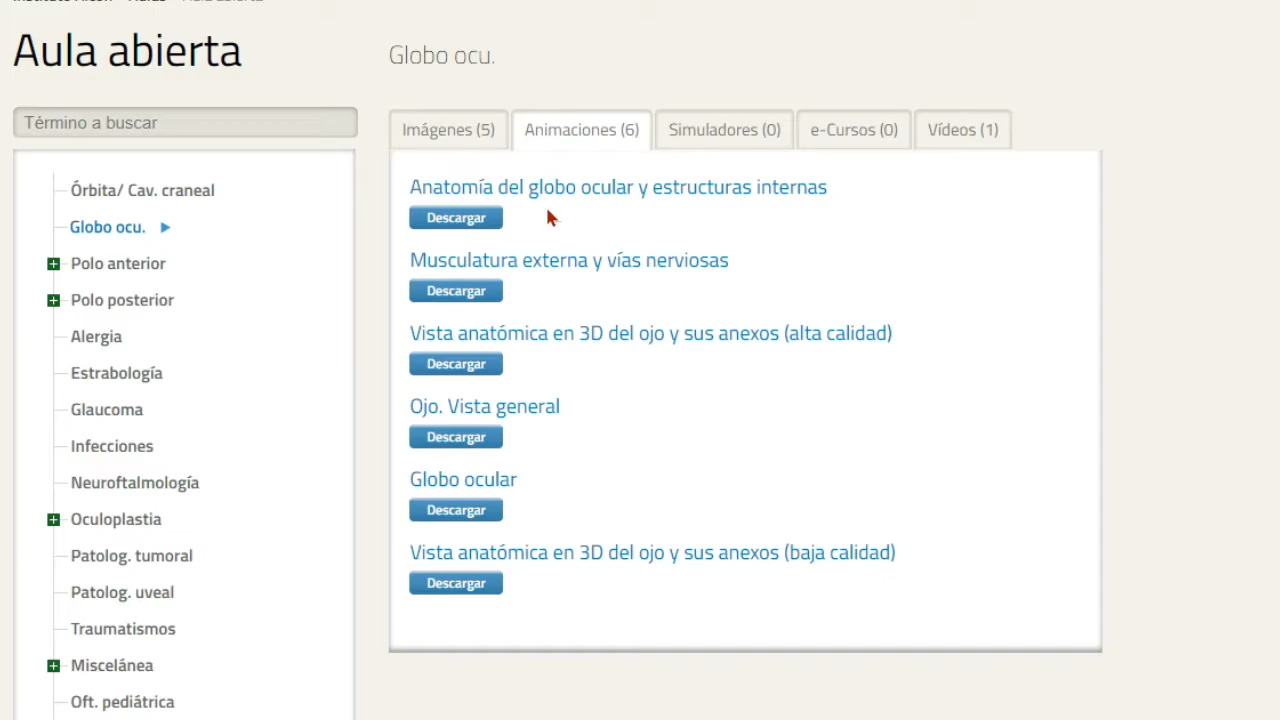 Aula abierta
Globo ocu.
Término a buscar
Órbita/ Cav. craneal
Globo ocu.
Polo anterior
Polo posterior
Alergia
Estrabología
Glaucoma
Infecciones
Neuroftalmología
Oculoplastia
Patolog. tumoral
Patolog. uveal
Traumatismos
Miscelánea
Oft. pediátrica
Imágenes (5) Animaciones (6) Simuladores (0) e-Cursos (0) Vídeos (1)
Anatomía del globo ocular y estructuras internas
Descargar
Musculatura externa y vías nerviosas
Descargar
Vista anatómica en 3D del ojo y sus anexos (alta calidad)
Descargar
Ojo. Vista general
Descargar
Globo ocular
Descargar
Vista anatómica en 3D del ojo y sus anexos (baja calidad)
Descargar